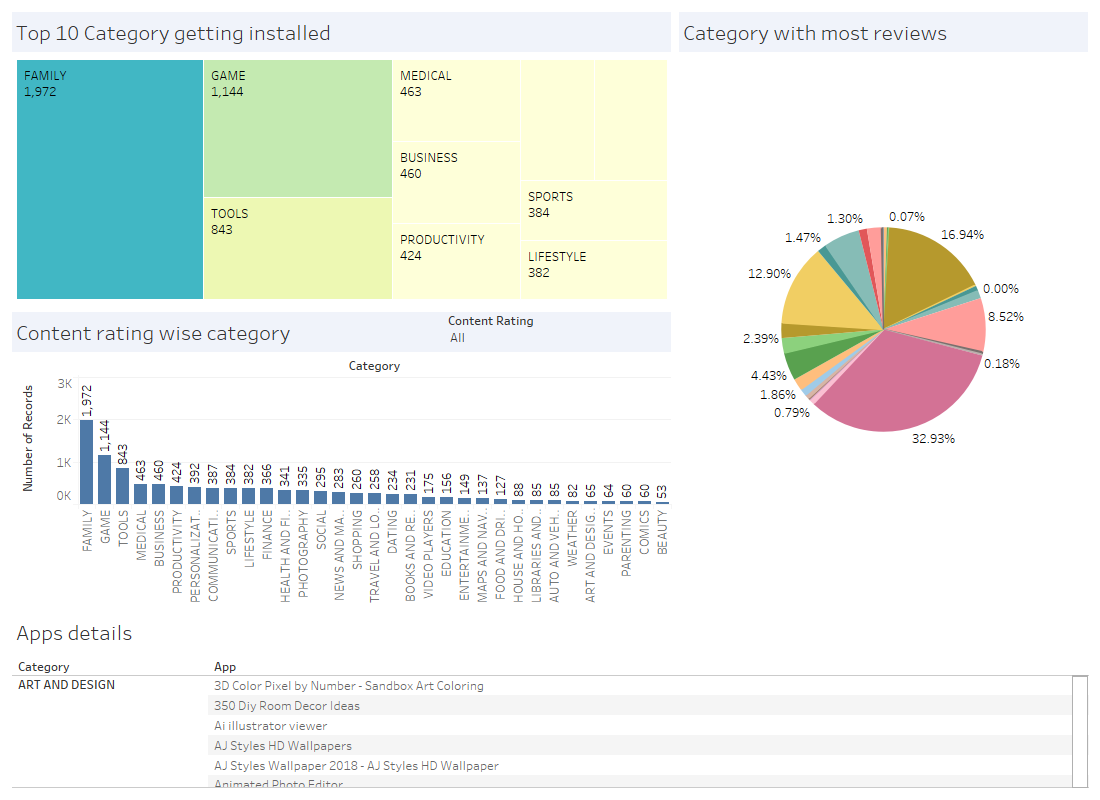 Top 10 Category getting installed
Category with most reviews
FAMILY
1,972
GAME
1,144
TOOLS
843
MEDICAL
463
BUSINESS
460
PRODUCTIVITY
424
SPORTS
384
LIFESTYLE
382
0.07%
16.94%
0.00%
8.52%
0.18%
32.93%
0.79%
1.86%
4.43%
2.39%
12.90%
1.47%
1.30%
Content rating wise category
Content Rating
All
Category
Number of Records
3K
2K
1K
0K
1,972
1,144
843
463
460
424
392
387
384
382
366
341
335
295
283
260
258
234
231
175
156
149
137
127
88
85
85
82
65
64
60
60
53
FAMILY
GAME
TOOLS
MEDICAL
BUSINESS
PRODUCTIVITY
PERSONALIZAT..
COMMUNICATI..
SPORTS
LIFESTYLE
FINANCE
HEALTH AND FI..
PHOTOGRAPHY
SOCIAL
NEWS AND MA..
SHOPPING
TRAVEL AND LO..
DATING
BOOKS AND RE..
VIDEO PLAYERS
EDUCATION
ENTERTAINME..
MAPS AND NAV..
FOOD AND DRI..
HOUSE AND HO..
LIBRARIES AND..
AUTO AND VEH..
WEATHER
ART AND DESIG..
EVENTS
PARENTING
COMICS
BEAUTY
Apps details
Category
App
ART AND DESIGN
3D Color Pixel by Number - Sandbox Art Coloring
350 Diy Room Decor Ideas
Ai illustrator viewer
AJ Styles HD Wallpapers
AJ Styles Wallpaper 2018 - AJ Styles HD Wallpaper
Animated Photo Editor